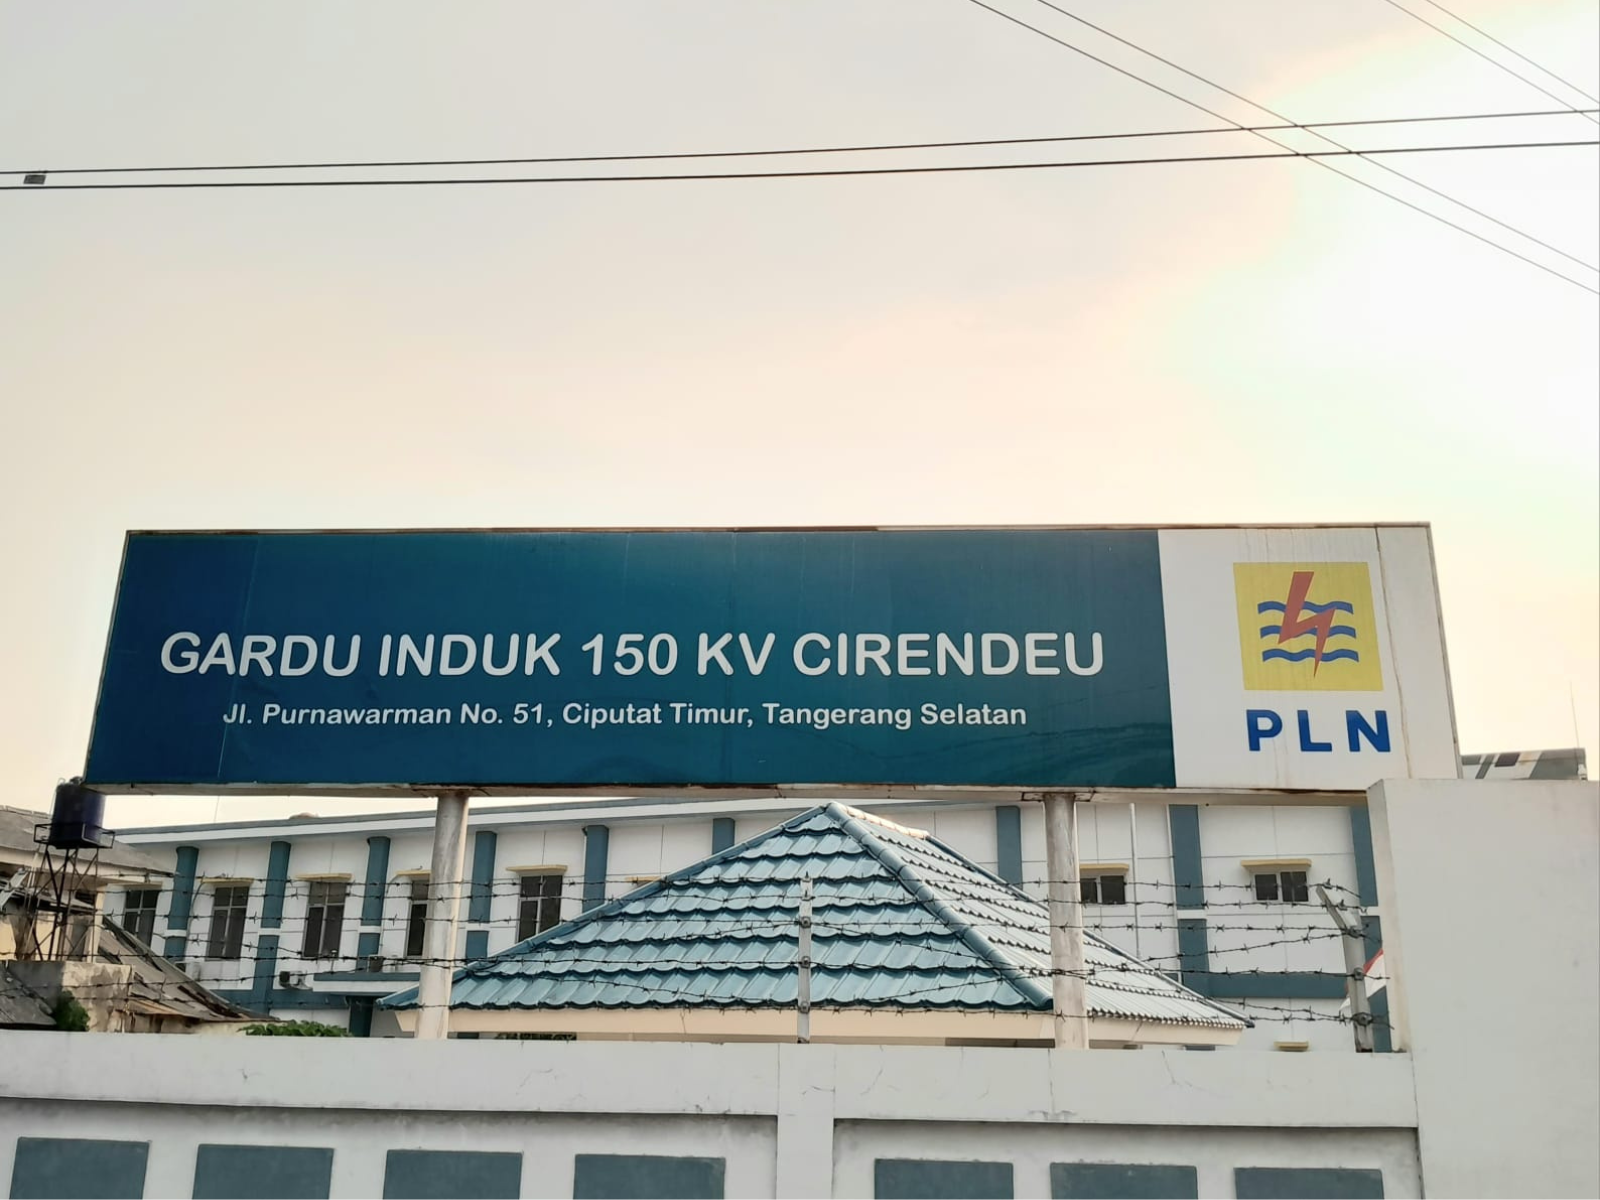 GARDU INDUK 150 KV CIRENDEU
Jl. Purnawarman No. 51, Ciputat Timur, Tangerang Selatan
PLN